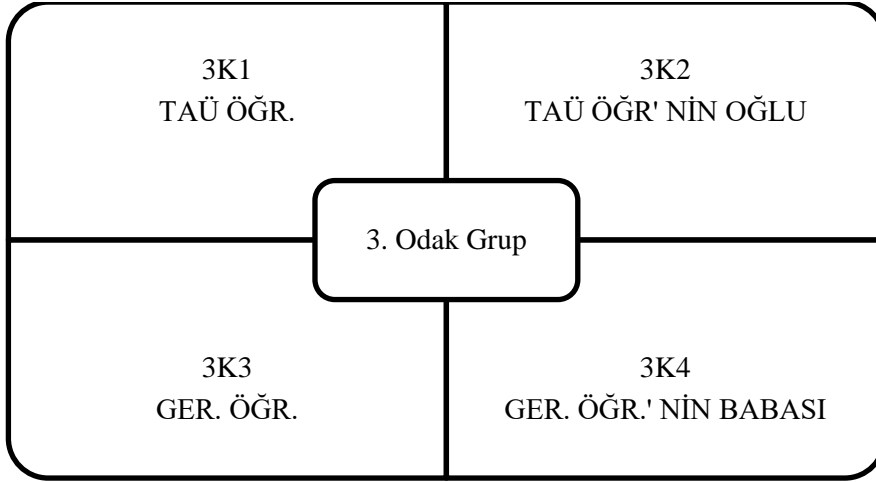 3K1
TAÜ ÖĞR.
3K2
TAÜ ÖĞR' NİN OĞLU
3. Odak Grup
3K3
GER. ÖĞR.
3K4
GER. ÖĞR.' NİN BABASI